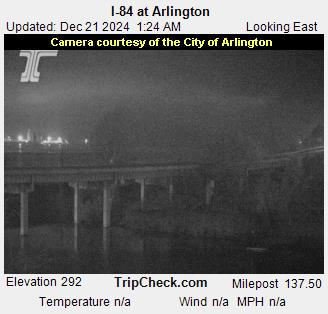 I-84 at Arlington
Updated: Dec 21 2024 1:24 AM Looking East
Camera courtesy of the City of Arlington
Elevation 292 TripCheck.com Milepost 137.50
Temperature n/a Wind n/a MPH n/a